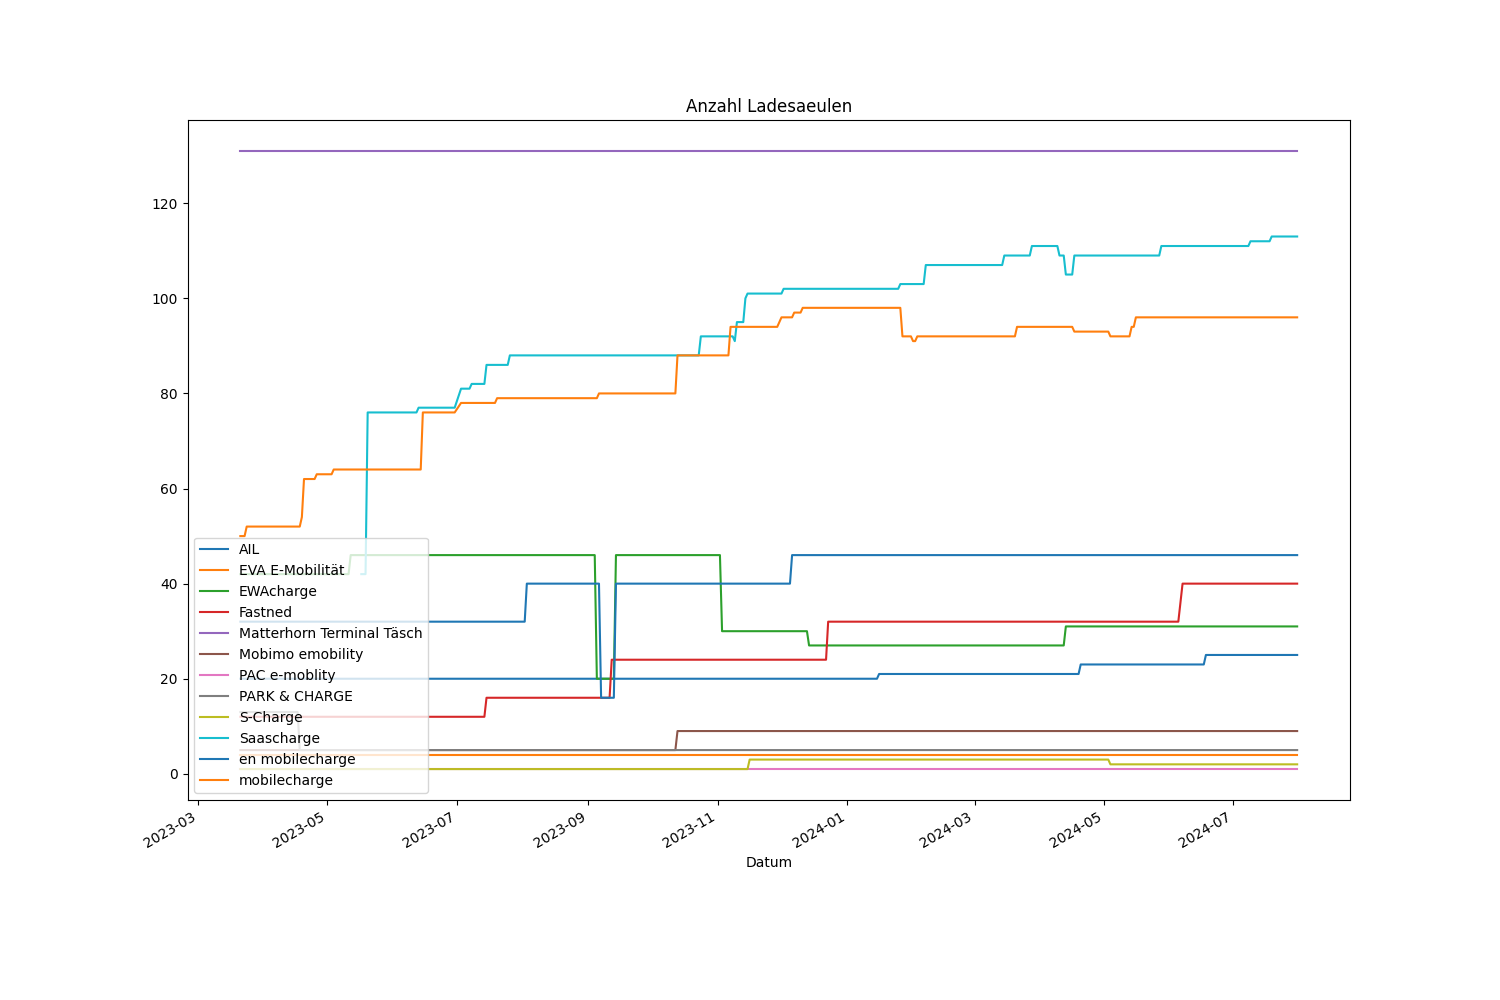 Anzahl Ladesaeulen
120
100
80
60
40
20
0
AIL
EVA E-Mobilität
EWAcharge
Fastned
Matterhorn Terminal Täsch
Mobimo emobility
PAC e-moblity
PARK & CHARGE
S-Charge
Saascharge
en mobilecharge
mobilecharge
2023-03
2023-05
2023-07
2023-09
2023-11
2024-01
2024-03
2024-05
2024-07
Datum